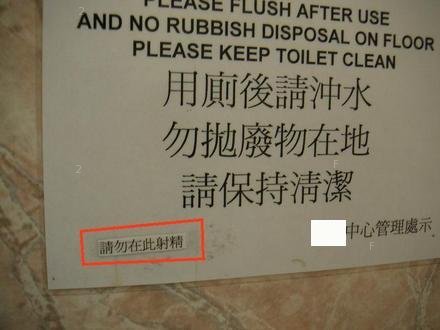 PLEASE FLUSH AFTER USE
AND NO RUBBISH DISPOSAL ON FLOOR
PLEASE KEEP TOILET CLEAN
用廁後請沖水
勿拋廢物在地
請保持清潔
中心管理處示
請勿在此射精